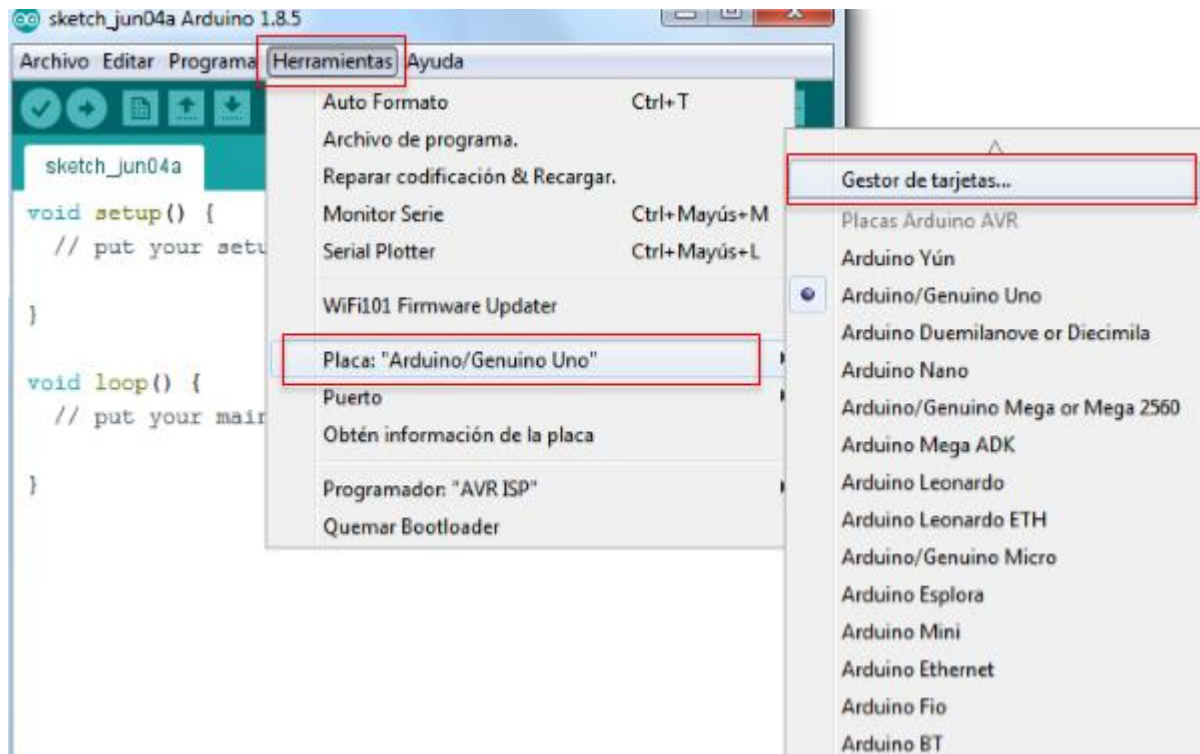 sketch_jun04a Arduino 1.8.5
Archivo Editar Programa Herramientas Ayuda
sketch_jun04a
void setup() {
// put your setu
}
void loop() {
// put your main
}
Auto Formato Ctrl+T
Archivo de programa.
Reparar codificación & Recargar.
Monitor Serie Ctrl+Mayús+M
Serial Plotter Ctrl+Mayús+L
WiFi101 Firmware Updater
Placa: "Arduino/Genuino Uno"
Puerto
Obtén información de la placa
Programador: "AVR ISP"
Quemar Bootloader
Gestor de tarjetas...
Placas Arduino AVR
Arduino Yún
Arduino/Genuino Uno
Arduino Duemilanove or Diecimila
Arduino Nano
Arduino/Genuino Mega or Mega 2560
Arduino Mega ADK
Arduino Leonardo
Arduino Leonardo ETH
Arduino/Genuino Micro
Arduino Esplora
Arduino Mini
Arduino Ethernet
Arduino Fio
Arduino BT